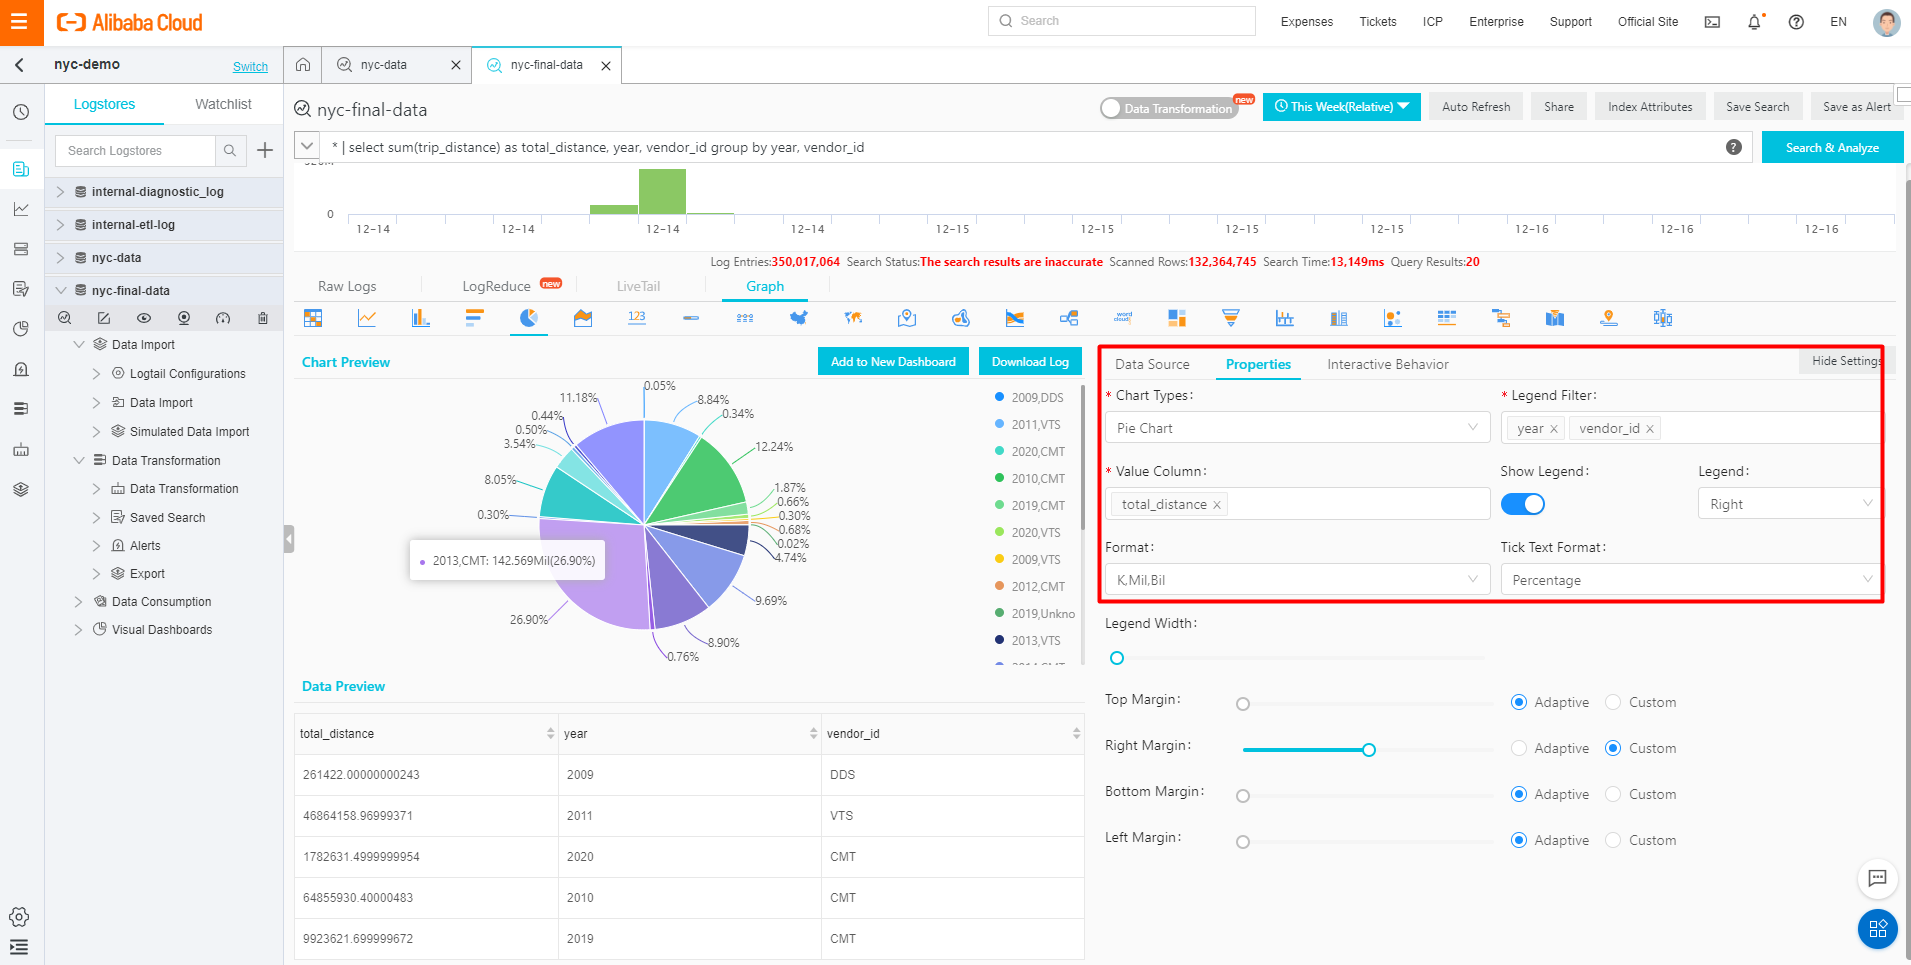 Alibaba Cloud
Search
Expenses
Tickets
ICP
Enterprise
Support
Official Site
EN
nyc-demo
Switch
nyc-data
nyc-final-data
Logstores
Watchlist
Search Logstores
internal-diagnostic_log
internal-etl-log
nyc-data
nyc-final-data
Data Import
Logtail Configurations
Data Import
Simulated Data Import
Data Transformation
Data Transformation
Saved Search
Alerts
Export
Data Consumption
Visual Dashboards
nyc-final-data
Data Transformation
new
This Week(Relative)
Auto Refresh
Share
Index Attributes
Save Search
Save as Alert
* | select sum(trip_distance) as total_distance, year, vendor_id group by year, vendor_id
?
Search & Analyze
0
12-14 12-14 12-14 12-14 12-15 12-15 12-15 12-15 12-16 12-16 12-16
Log Entries:350,017,064 Search Status:The search results are inaccurate Scanned Rows:132,364,745 Search Time:13,149ms Query Results:20
Raw Logs
LogReduce
new
LiveTail
Graph
123
word
cloud
Chart Preview
Add to New Dashboard
Download Log
0.05%
8.84%
0.34%
12.24%
1.87%
0.66%
0.30%
0.68%
0.02%
4.74%
9.69%
8.90%
0.76%
26.90%
0.30%
8.05%
3.54%
0.50%
0.44%
11.18%
2013,CMT: 142.569Mil(26.90%)
2009,DDS
2011,VTS
2020,CMT
2010,CMT
2019,CMT
2020,VTS
2009,VTS
2012,CMT
2019,Unkno
2013,VTS
2014,CMT
Data Preview
total_distance year vendor_id
261422.00000000243 2009 DDS
46864158.96999371 2011 VTS
1782631.4999999954 2020 CMT
64855930.40000483 2010 CMT
9923621.699999672 2019 CMT
Data Source
Properties
Interactive Behavior
Hide Settings
* Chart Types:
Pie Chart
* Legend Filter:
year ×
vendor_id ×
* Value Column:
total_distance ×
Show Legend:
Legend:
Right
Format:
K,Mil,Bil
Tick Text Format:
Percentage
Legend Width:
Top Margin:
Adaptive
Custom
Right Margin:
Adaptive
Custom
Bottom Margin:
Adaptive
Custom
Left Margin:
Adaptive
Custom